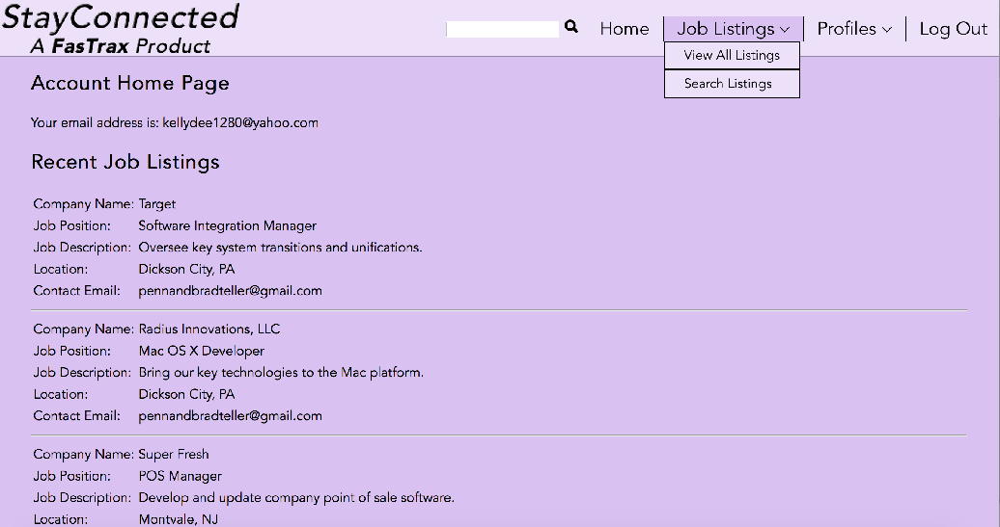 StayConnected
A FasTrax Product
Home
Job Listings
Profiles
Log Out
View All Listings
Search Listings
Account Home Page
Your email address is: kellydee1280@yahoo.com
Recent Job Listings
Company Name: Target
Job Position: Software Integration Manager
Job Description: Oversee key system transitions and unifications.
Location: Dickson City, PA
Contact Email: pennandbradteller@gmail.com
Company Name: Radius Innovations, LLC
Job Position: Mac OS X Developer
Job Description: Bring our key technologies to the Mac platform.
Location: Dickson City, PA
Contact Email: pennandbradteller@gmail.com
Company Name: Super Fresh
Job Position: POS Manager
Job Description: Develop and update company point of sale software.
Location: Montvale, NJ